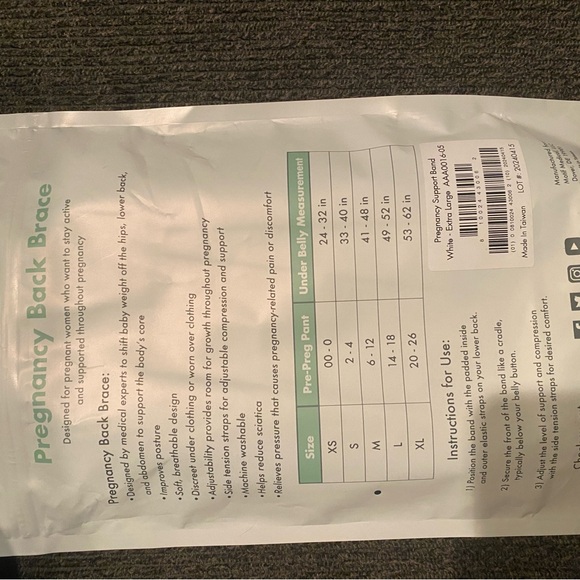 Pregnancy Back Brace
Designed for pregnant women who want to stay active
and supported throughout pregnancy
Pregnancy Back Brace:
• Designed by medical experts to shift baby weight off the hips, lower back,
and abdomen to support the body's core
• Improves posture
• Soft, breathable design
• Discreet under clothing or worn over clothing
• Adjustability provides room for growth throughout pregnancy
• Side tension straps for adjustable compression and support
• Machine washable
• Helps reduce sciatica
• Relieves pressure that causes pregnancy-related pain or discomfort
Size Pre-Preg Pant Under Belly Measurement
XS 00 - 0 24 - 32 in
S 2 - 4 33 - 40 in
M 6 - 12 41 - 48 in
L 14 - 18 49 - 52 in
XL 20 - 26 53 - 62 in
Pregnancy Support Band
White - Extra Large AAA0016-05
Made In Taiwan LOT #: 20240415
Instructions for Use:
1) Position the band with the padded inside
and outer elastic straps on your lower back.
2) Secure the front of the band like a cradle,
typically below your belly button.
3) Adjust the level of support and compression
with the side tension straps for desired comfort.
Manufactured